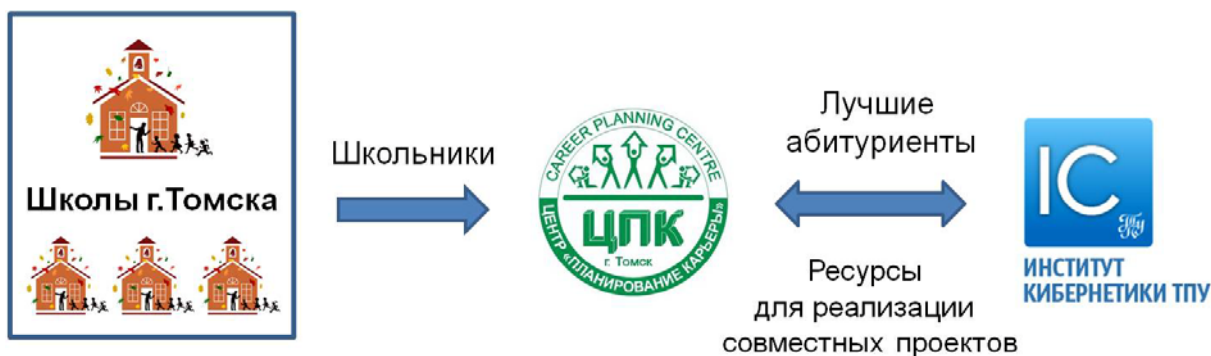 Школы г.Томска
Школьники
CAREER PLANNING CENTRE
ЦПК
г. Томск
ЦЕНТР «ПЛАНИРОВАНИЕ КАРЬЕРЫ»
Лучшие
абитуриенты
Ресурсы
для реализации
совместных проектов
IC
ТПУ
ИНСТИТУТ
КИБЕРНЕТИКИ ТПУ